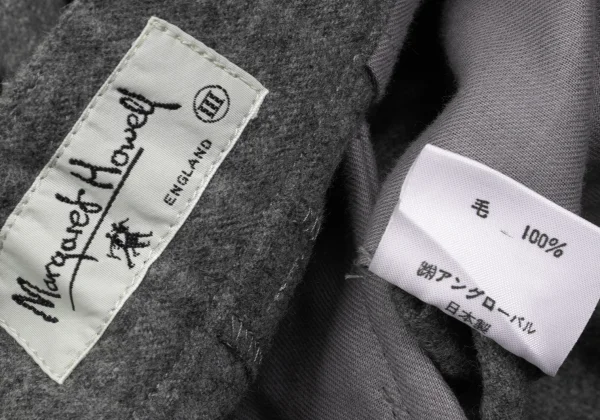 Margaret Howell
ENGLAND
III
毛 100%
㈱アングローバル
日本製